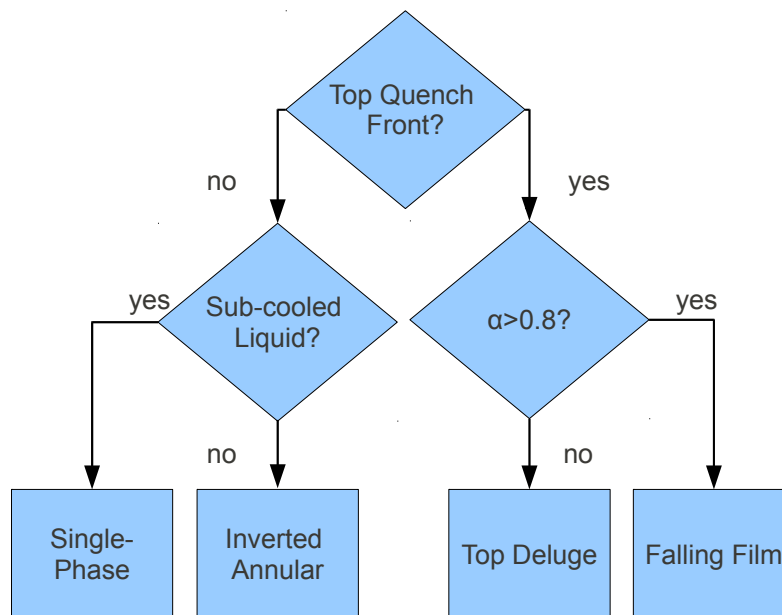 Top Quench
Front?
no
yes
yes
Sub-cooled
Liquid?
α>0.8?
yes
no
no
Single-
Phase
Inverted
Annular
Top Deluge
Falling Film